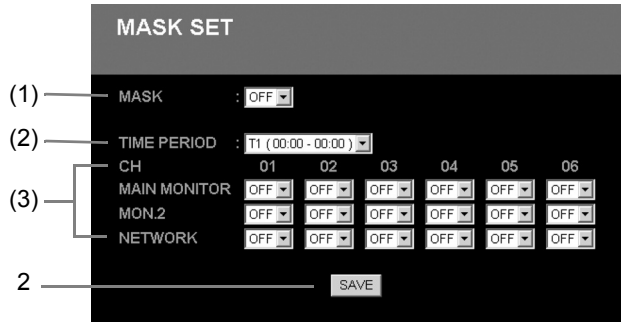 MASK SET
(1) MASK : OFF
(2) TIME PERIOD : T1 ( 00:00 - 00:00 )
CH 01 02 03 04 05 06
(3) MAIN MONITOR OFF OFF OFF OFF OFF OFF
MON.2 OFF OFF OFF OFF OFF OFF
NETWORK OFF OFF OFF OFF OFF OFF
2 SAVE